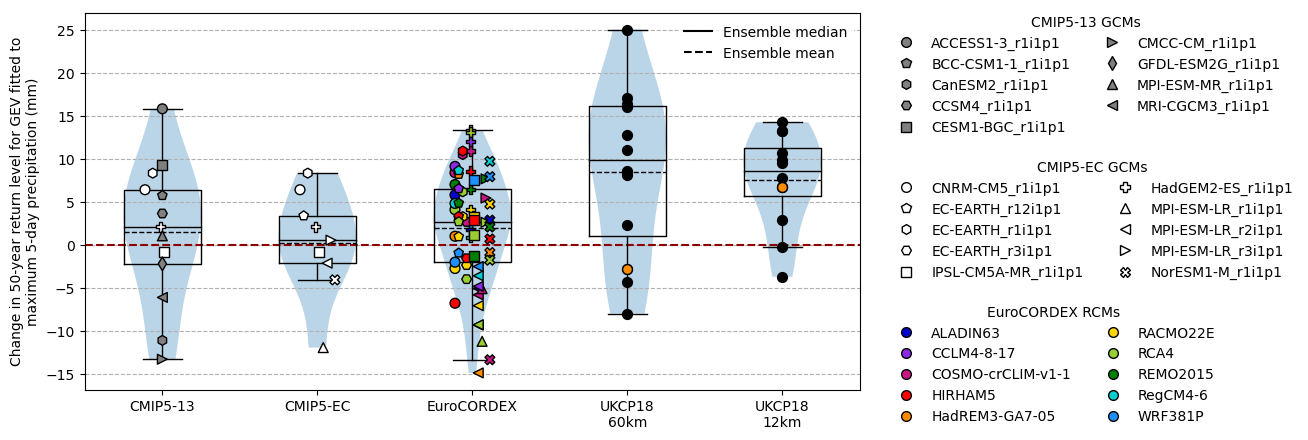 Change in 50-year return level for GEV fitted to
maximum 5-day precipitation (mm)
25
20
15
10
5
0
−5
−10
−15
CMIP5-13
CMIP5-EC
EuroCORDEX
UKCP18
60km
UKCP18
12km
Ensemble median
Ensemble mean
CMIP5-13 GCMs
ACCESS1-3_r1i1p1
BCC-CSM1-1_r1i1p1
CanESM2_r1i1p1
CCSM4_r1i1p1
CESM1-BGC_r1i1p1
CMCC-CM_r1i1p1
GFDL-ESM2G_r1i1p1
MPI-ESM-MR_r1i1p1
MRI-CGCM3_r1i1p1
CMIP5-EC GCMs
CNRM-CM5_r1i1p1
EC-EARTH_r12i1p1
EC-EARTH_r1i1p1
EC-EARTH_r3i1p1
IPSL-CM5A-MR_r1i1p1
HadGEM2-ES_r1i1p1
MPI-ESM-LR_r1i1p1
MPI-ESM-LR_r2i1p1
MPI-ESM-LR_r3i1p1
NorESM1-M_r1i1p1
EuroCORDEX RCMs
ALADIN63
CCLM4-8-17
COSMO-crCLIM-v1-1
HIRHAM5
HadREM3-GA7-05
RACMO22E
RCA4
REMO2015
RegCM4-6
WRF381P